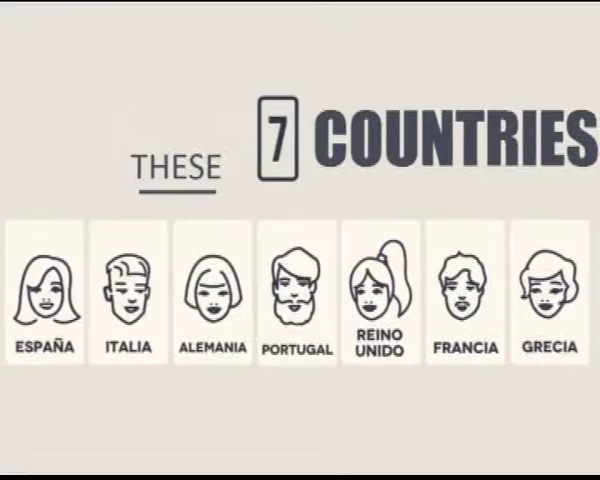 THESE 7 COUNTRIES
ESPAÑA
ITALIA
ALEMANIA
PORTUGAL
REINO
UNIDO
FRANCIA
GRECIA